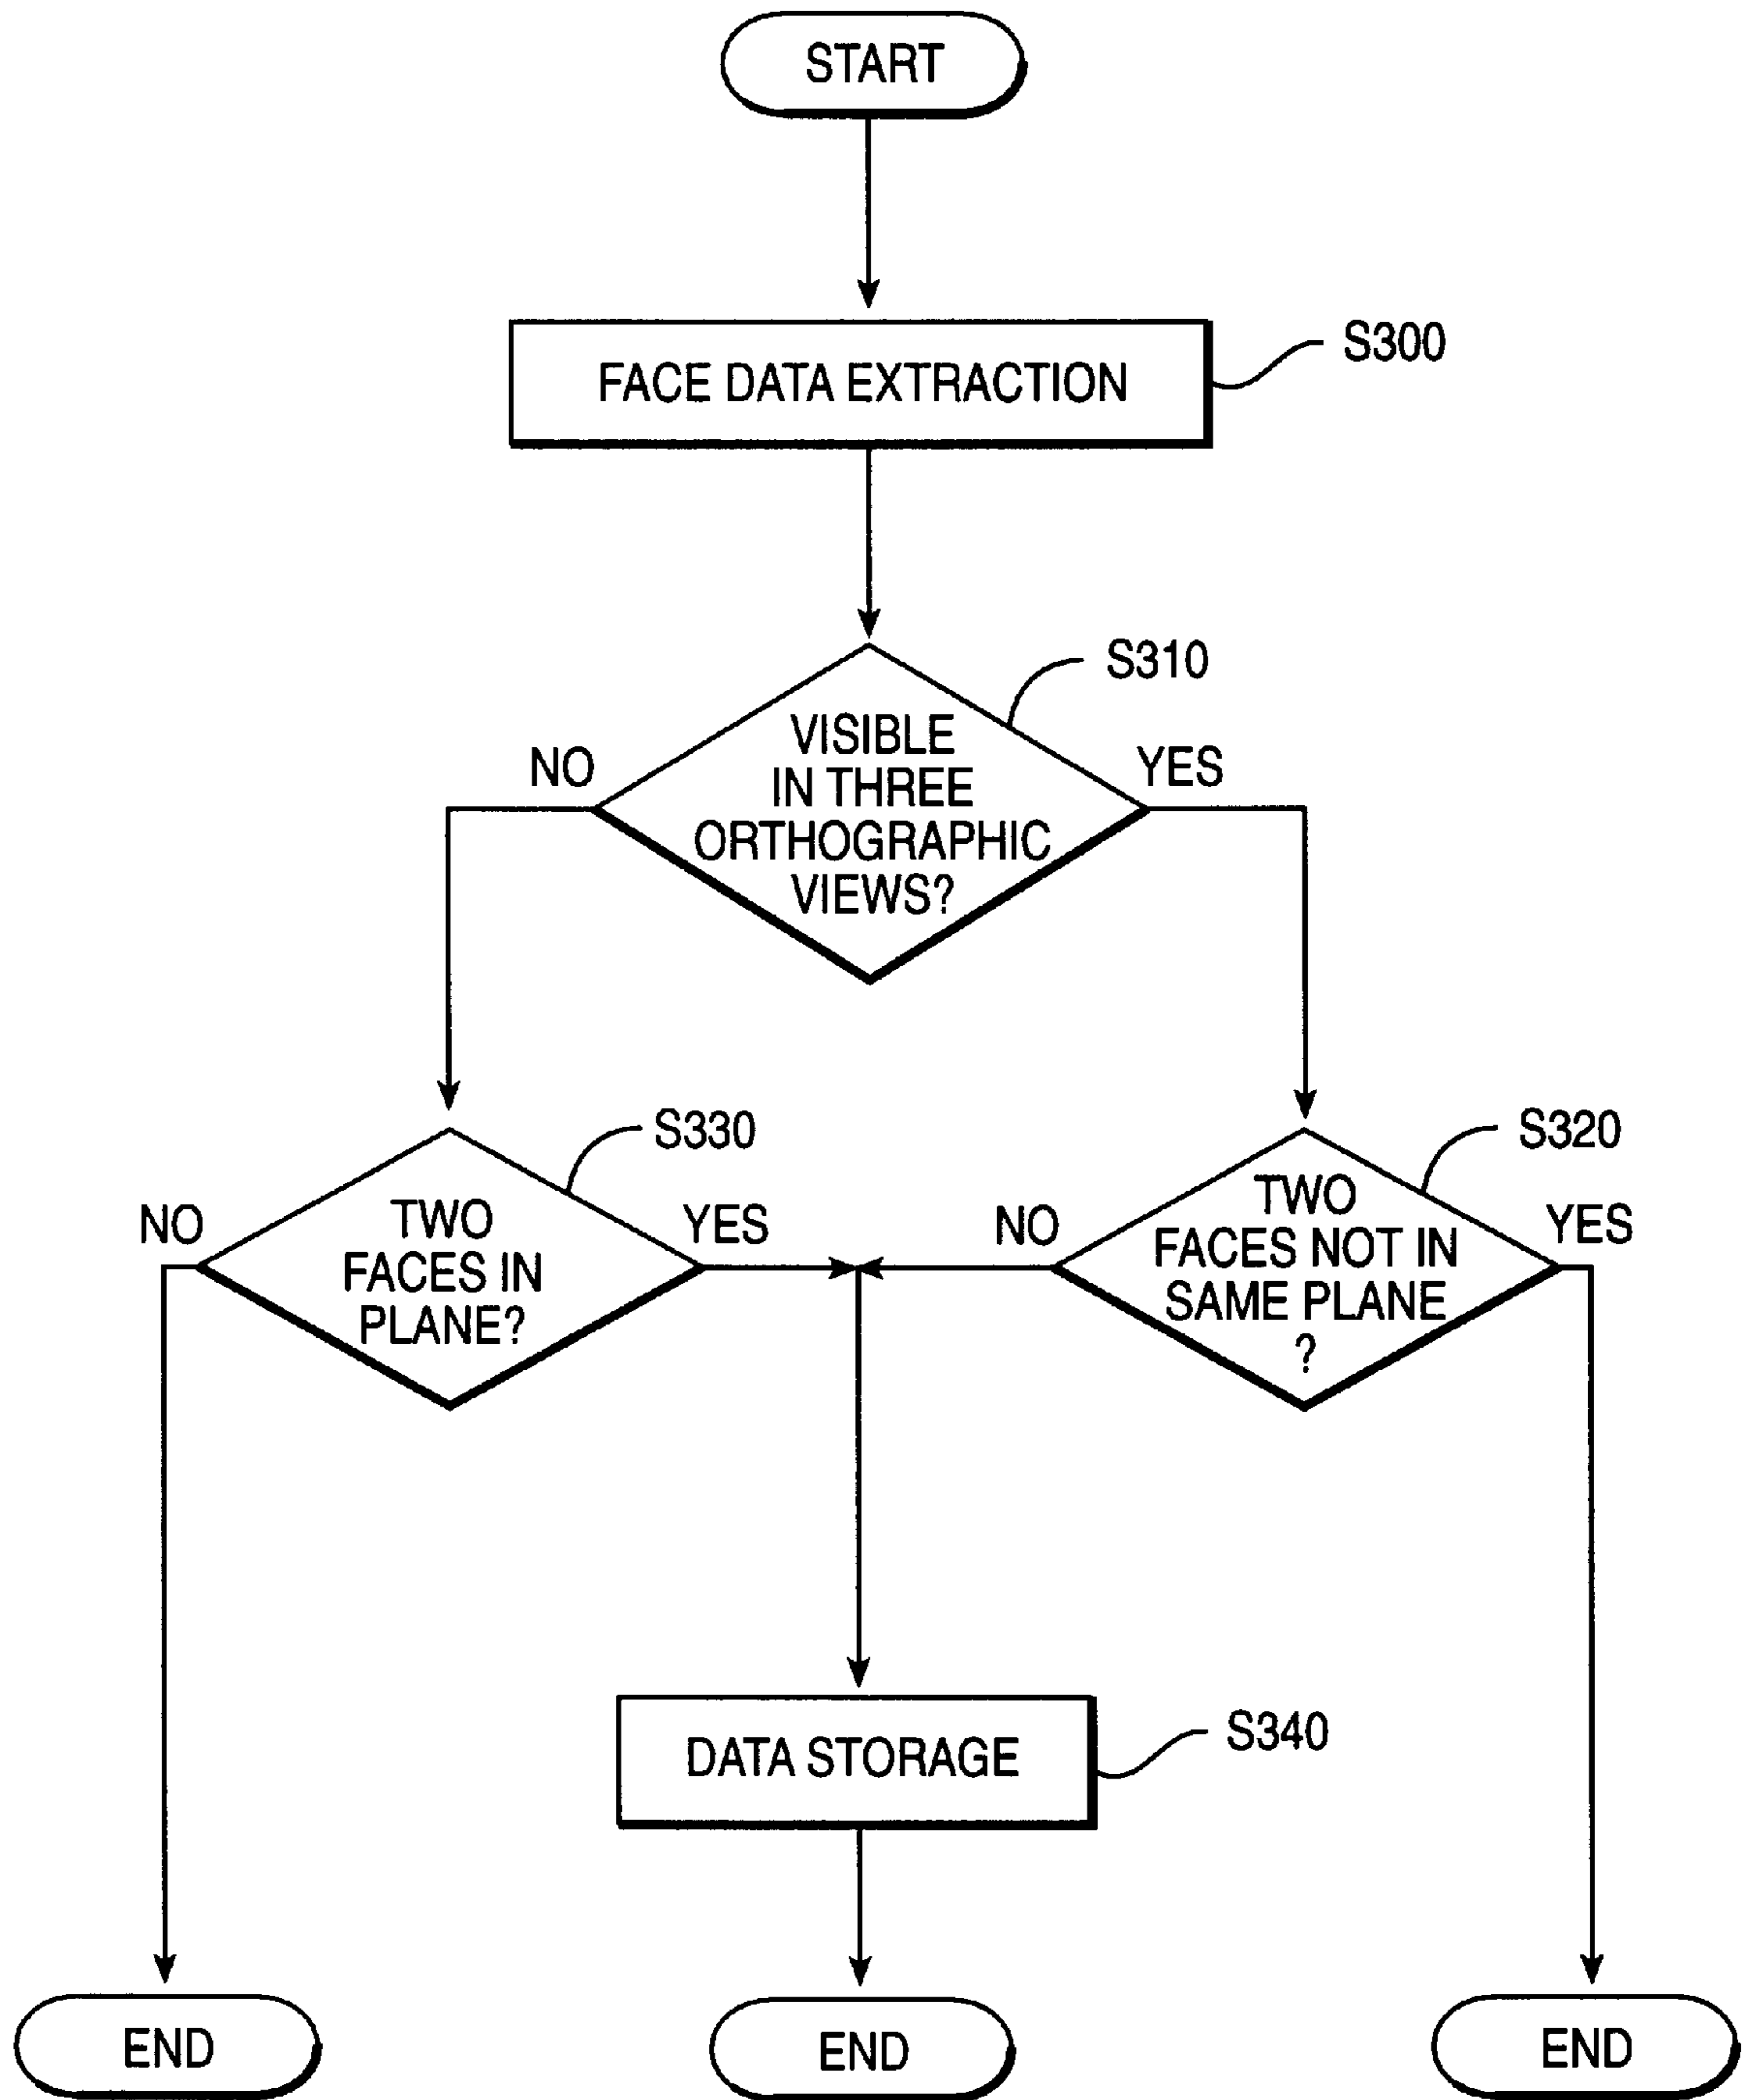 START
FACE DATA EXTRACTION
S300
S310
VISIBLE
IN THREE
ORTHOGRAPHIC
VIEWS?
NO
YES
S330
S320
NO
TWO
FACES IN
PLANE?
YES
NO
TWO
FACES NOT IN
SAME PLANE
?
YES
DATA STORAGE
S340
END
END
END